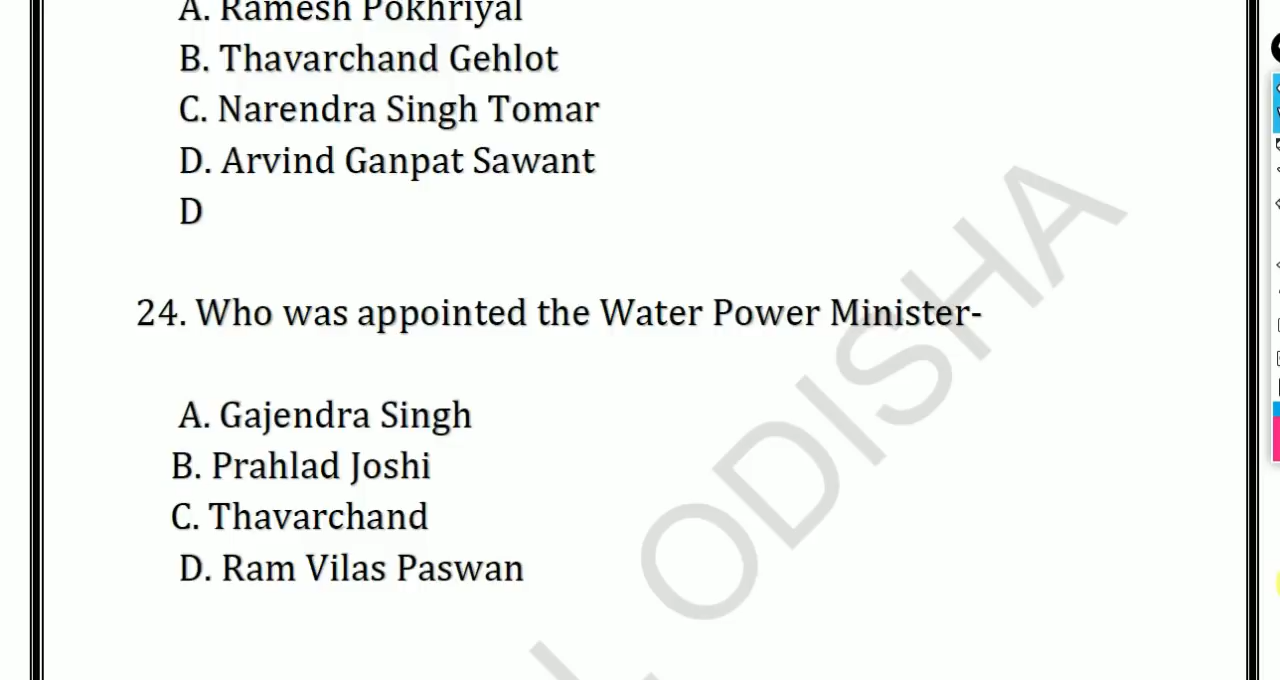 A. Ramesh Pokhriyal
B. Thavarchand Gehlot
C. Narendra Singh Tomar
D. Arvind Ganpat Sawant
D
24. Who was appointed the Water Power Minister-
A. Gajendra Singh
B. Prahlad Joshi
C. Thavarchand
D. Ram Vilas Paswan
ODISHA